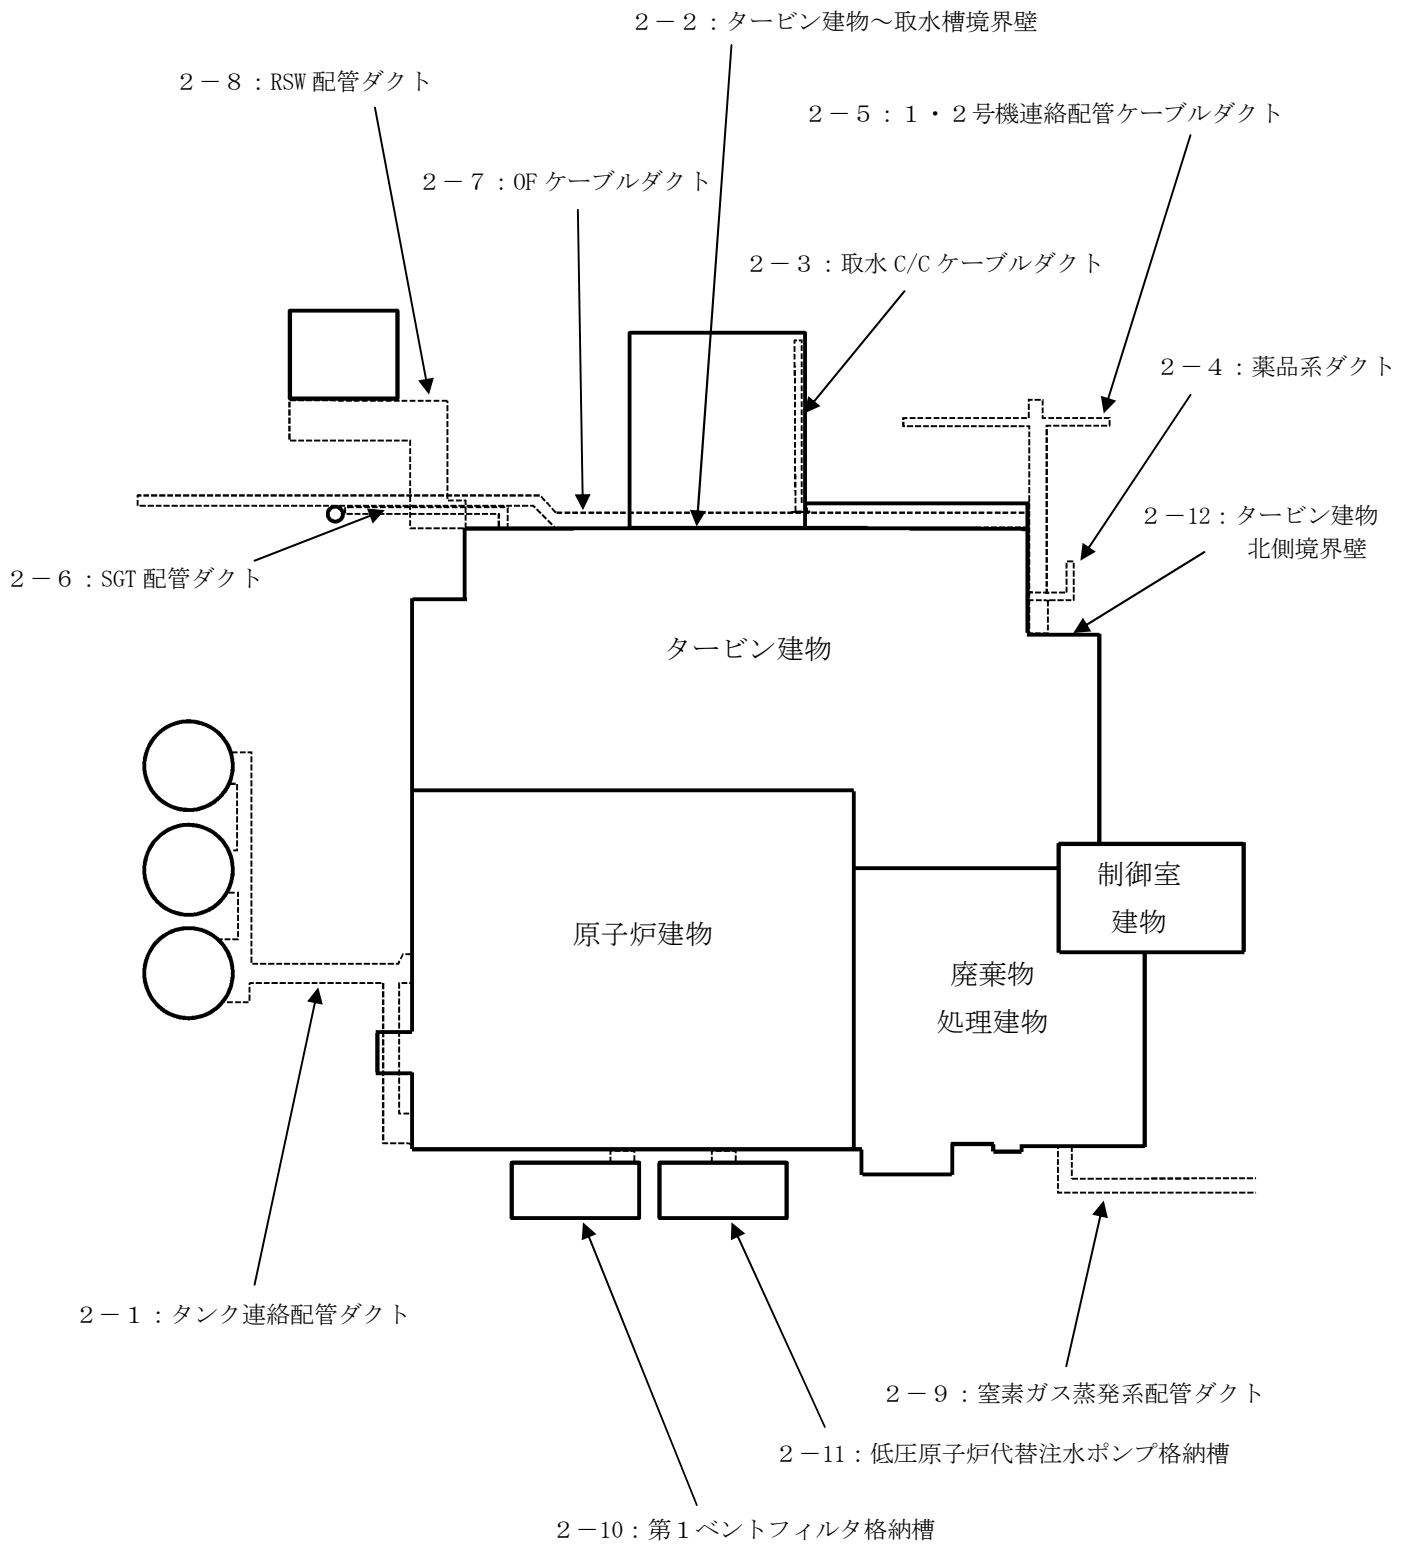 ２－２：タービン建物～取水槽境界壁
２－８：RSW 配管ダクト
２－５：１・２号機連絡配管ケーブルダクト
２－７：OF ケーブルダクト
２－３：取水 C/C ケーブルダクト
２－４：薬品系ダクト
２－12：タービン建物
北側境界壁
２－６：SGT 配管ダクト
タービン建物
制御室
建物
原子炉建物
廃棄物
処理建物
２－１：タンク連絡配管ダクト
２－９：窒素ガス蒸発系配管ダクト
２－11：低圧原子炉代替注水ポンプ格納槽
２－10：第１ベントフィルタ格納槽